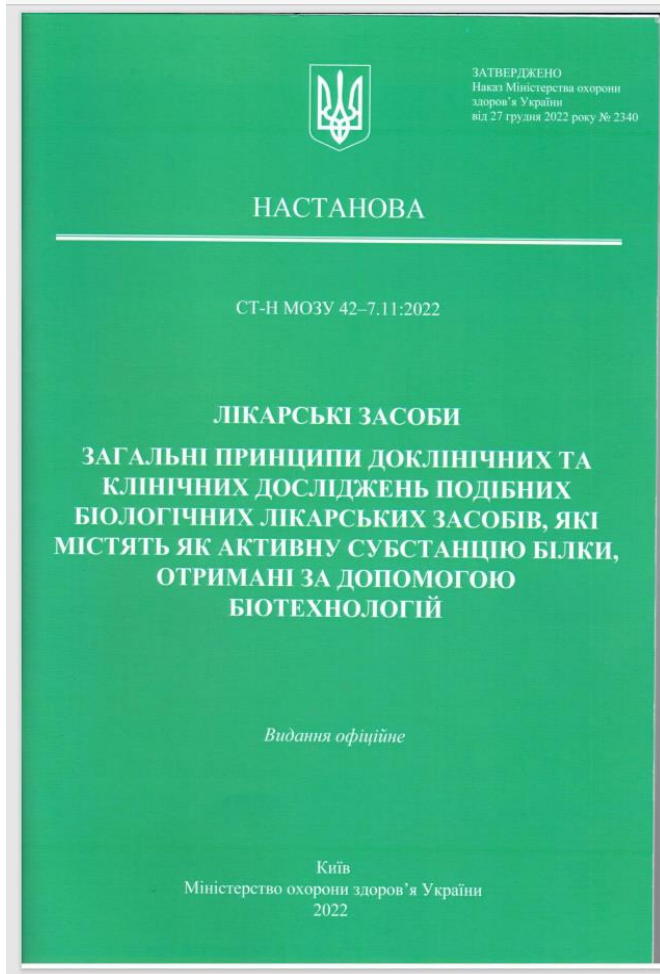 ЗАТВЕРДЖЕНО
Наказ Міністерства охорони
здоров'я України
від 27 грудня 2022 року № 2340
НАСТАНОВА
СТ-Н МОЗУ 42–7.11:2022
ЛІКАРСЬКІ ЗАСОБИ
ЗАГАЛЬНІ ПРИНЦИПИ ДОКЛІНІЧНИХ ТА
КЛІНІЧНИХ ДОСЛІДЖЕНЬ ПОДІБНИХ
БІОЛОГІЧНИХ ЛІКАРСЬКИХ ЗАСОБІВ, ЯКІ
МІСТЯТЬ ЯК АКТИВНУ СУБСТАНЦІЮ БІЛКИ,
ОТРИМАНІ ЗА ДОПОМОГОЮ
БІОТЕХНОЛОГІЙ
Видання офіційне
Київ
Міністерство охорони здоров'я України
2022